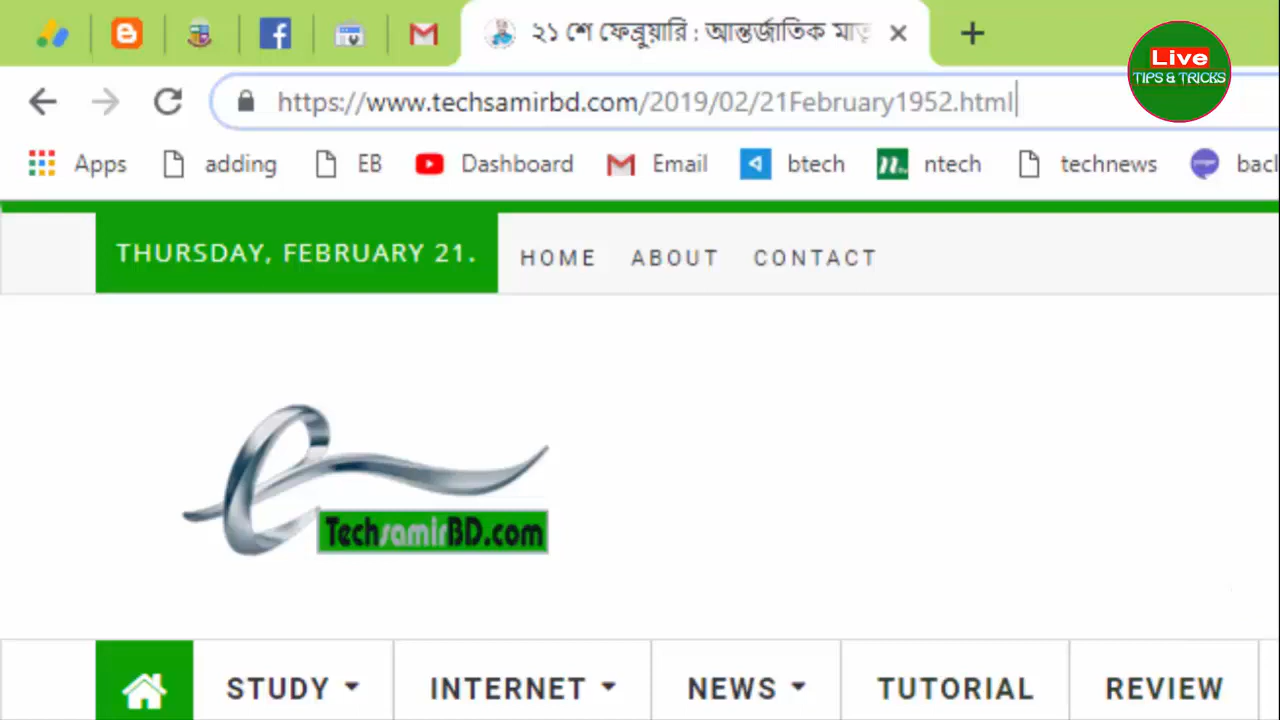 ২১ শে ফেব্রুয়ারি : আন্তর্জাতিক
Live
TIPS & TRICKS
https://www.techsamirbd.com/2019/02/21February1952.html
Apps adding EB Dashboard Email btech ntech technews
THURSDAY, FEBRUARY 21. HOME ABOUT CONTACT
TechsamirBD.com
STUDY INTERNET NEWS TUTORIAL REVIEW